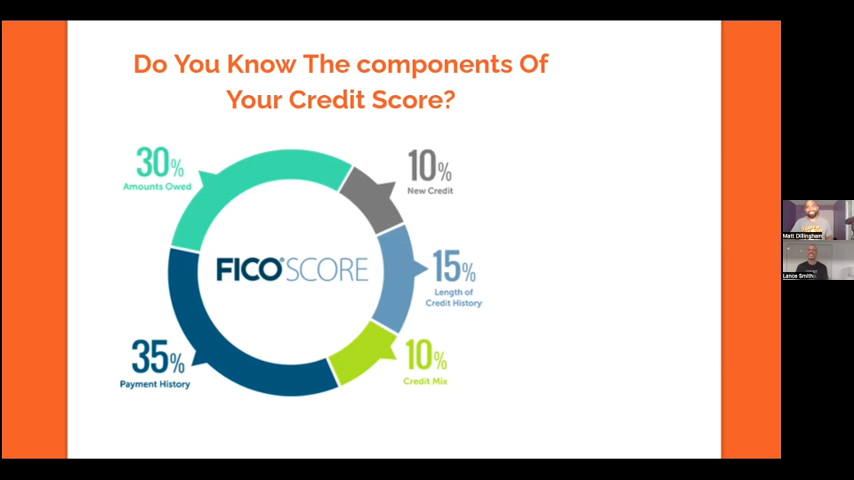 Do You Know The components Of
Your Credit Score?
30%
Amounts Owed
10%
New Credit
FICO® SCORE
15%
Length of
Credit History
35%
Payment History
10%
Credit Mix
Matt Dillingham
Lance Smith